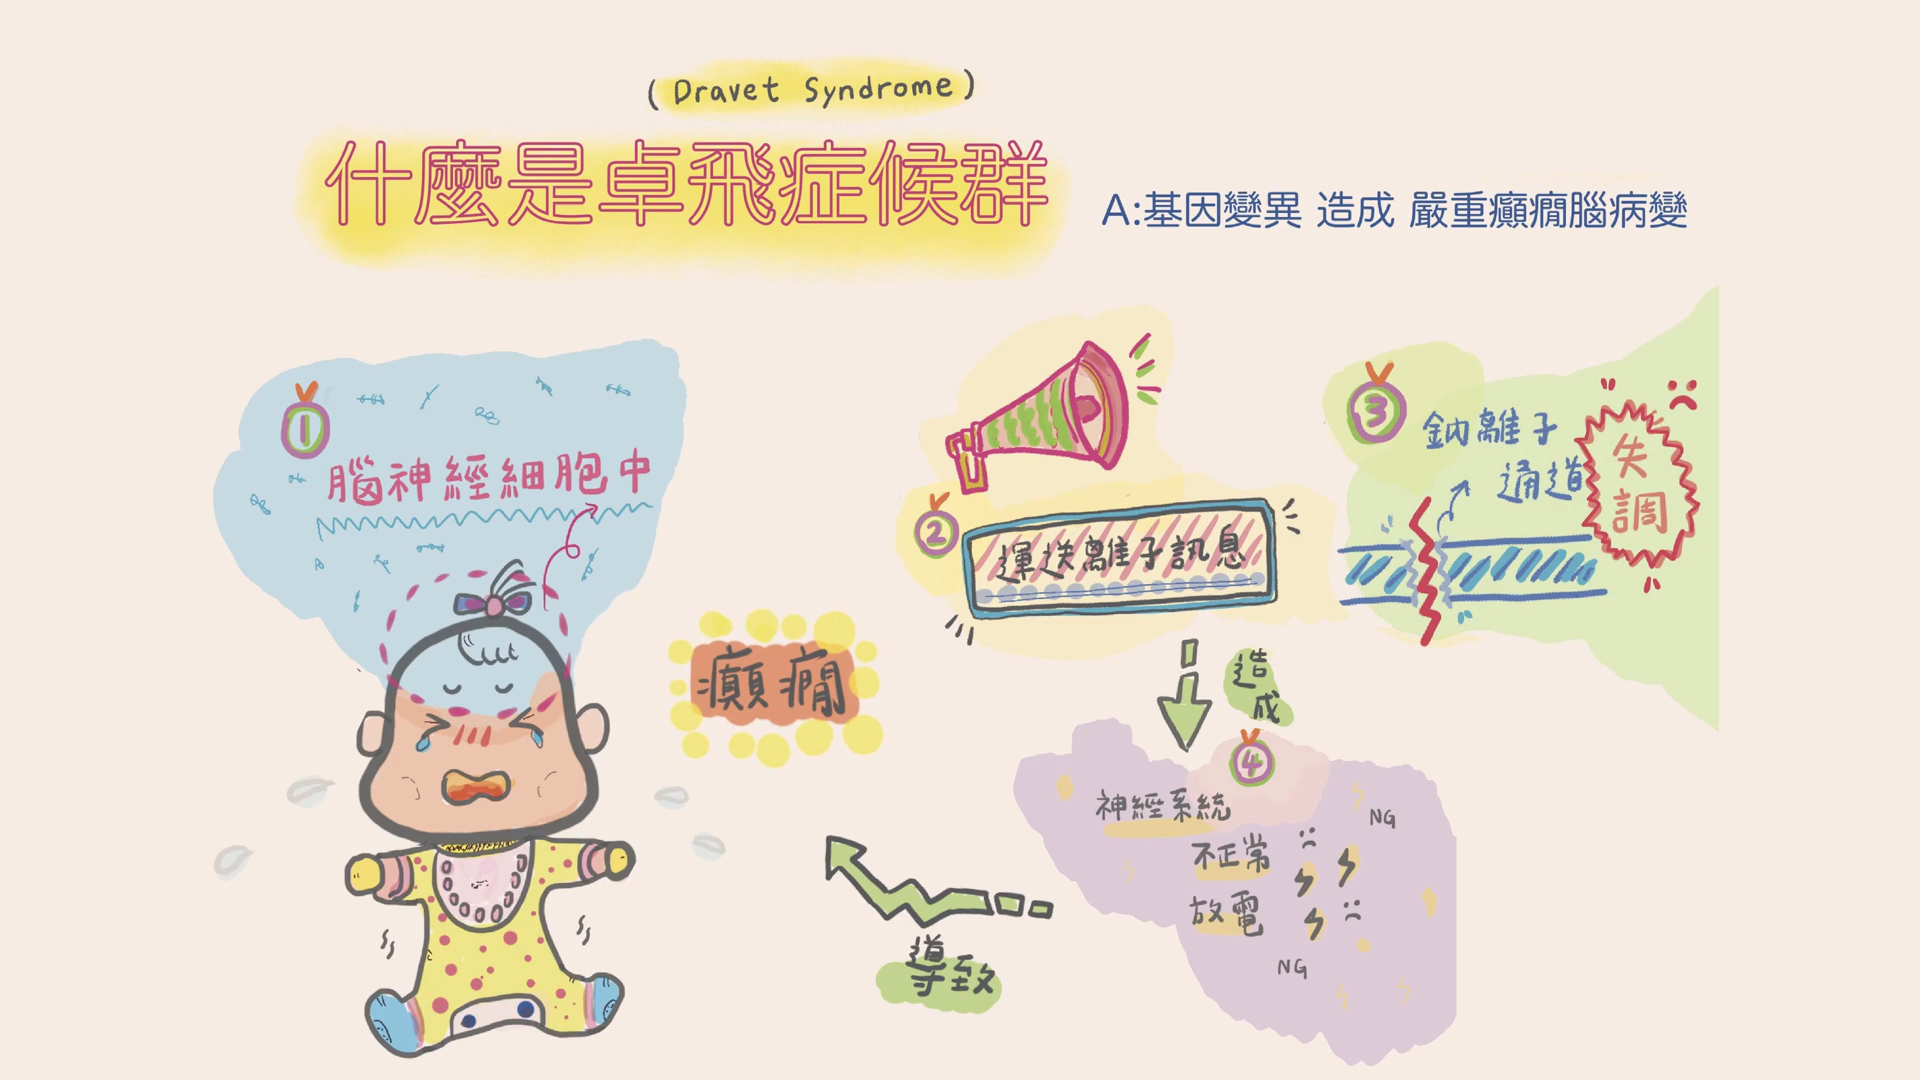 (Dravet Syndrome)
什麼是卓飛症候群
A:基因變異 造成 嚴重癲癇腦病變
1
腦神經細胞中
2
運送離子訊息
3
鈉離子
通道
失
調
造
成
4
神經系統
不正常
放電
NG
NG
導致
癲癇